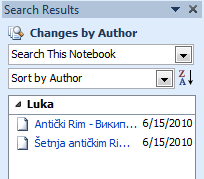 Search Results
Changes by Author
Search This Notebook
Sort by Author
A
Z
Luka
Antički Rim - Викип... 6/15/2010
Šetnja antičkim Ri... 6/15/2010